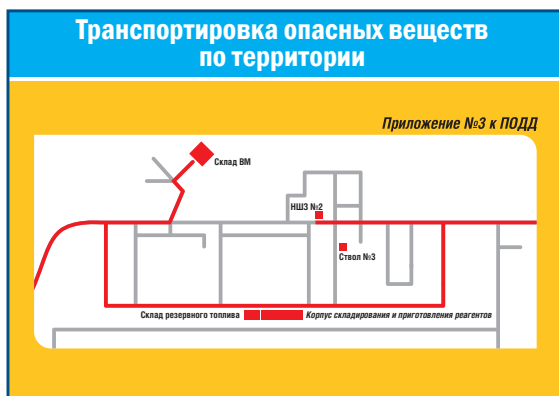 Транспортировка опасных веществ
по территории
Приложение №3 к ПОДД
Склад ВМ
НШЗ №2
Ствол №3
Склад резервного топлива
Корпус складирования и приготовления реагентов